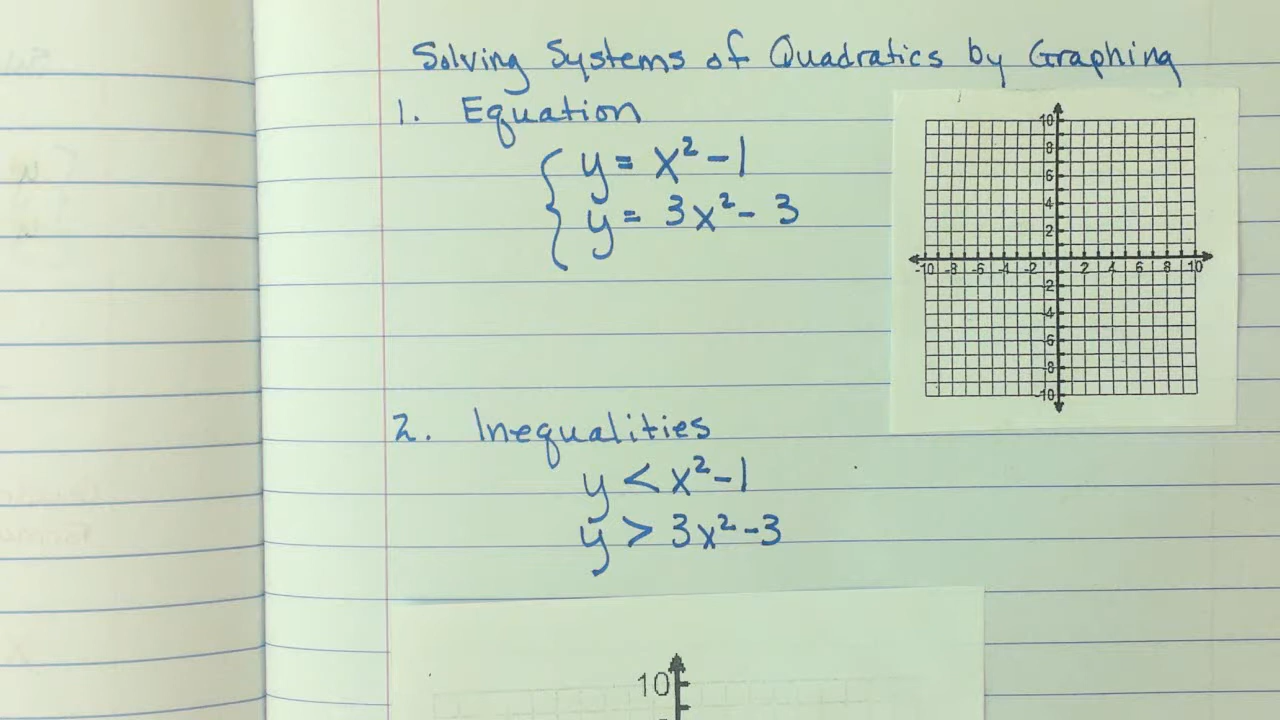 Solving Systems of Quadratics by Graphing
1. Equation
y = x² - 1
y = 3x² - 3
10
8
6
4
2
-10 -8 -6 -4 -2 2 4 6 8 10
-2
-4
-6
-8
-10
2. Inequalities
y < x² - 1
y > 3x² - 3
10